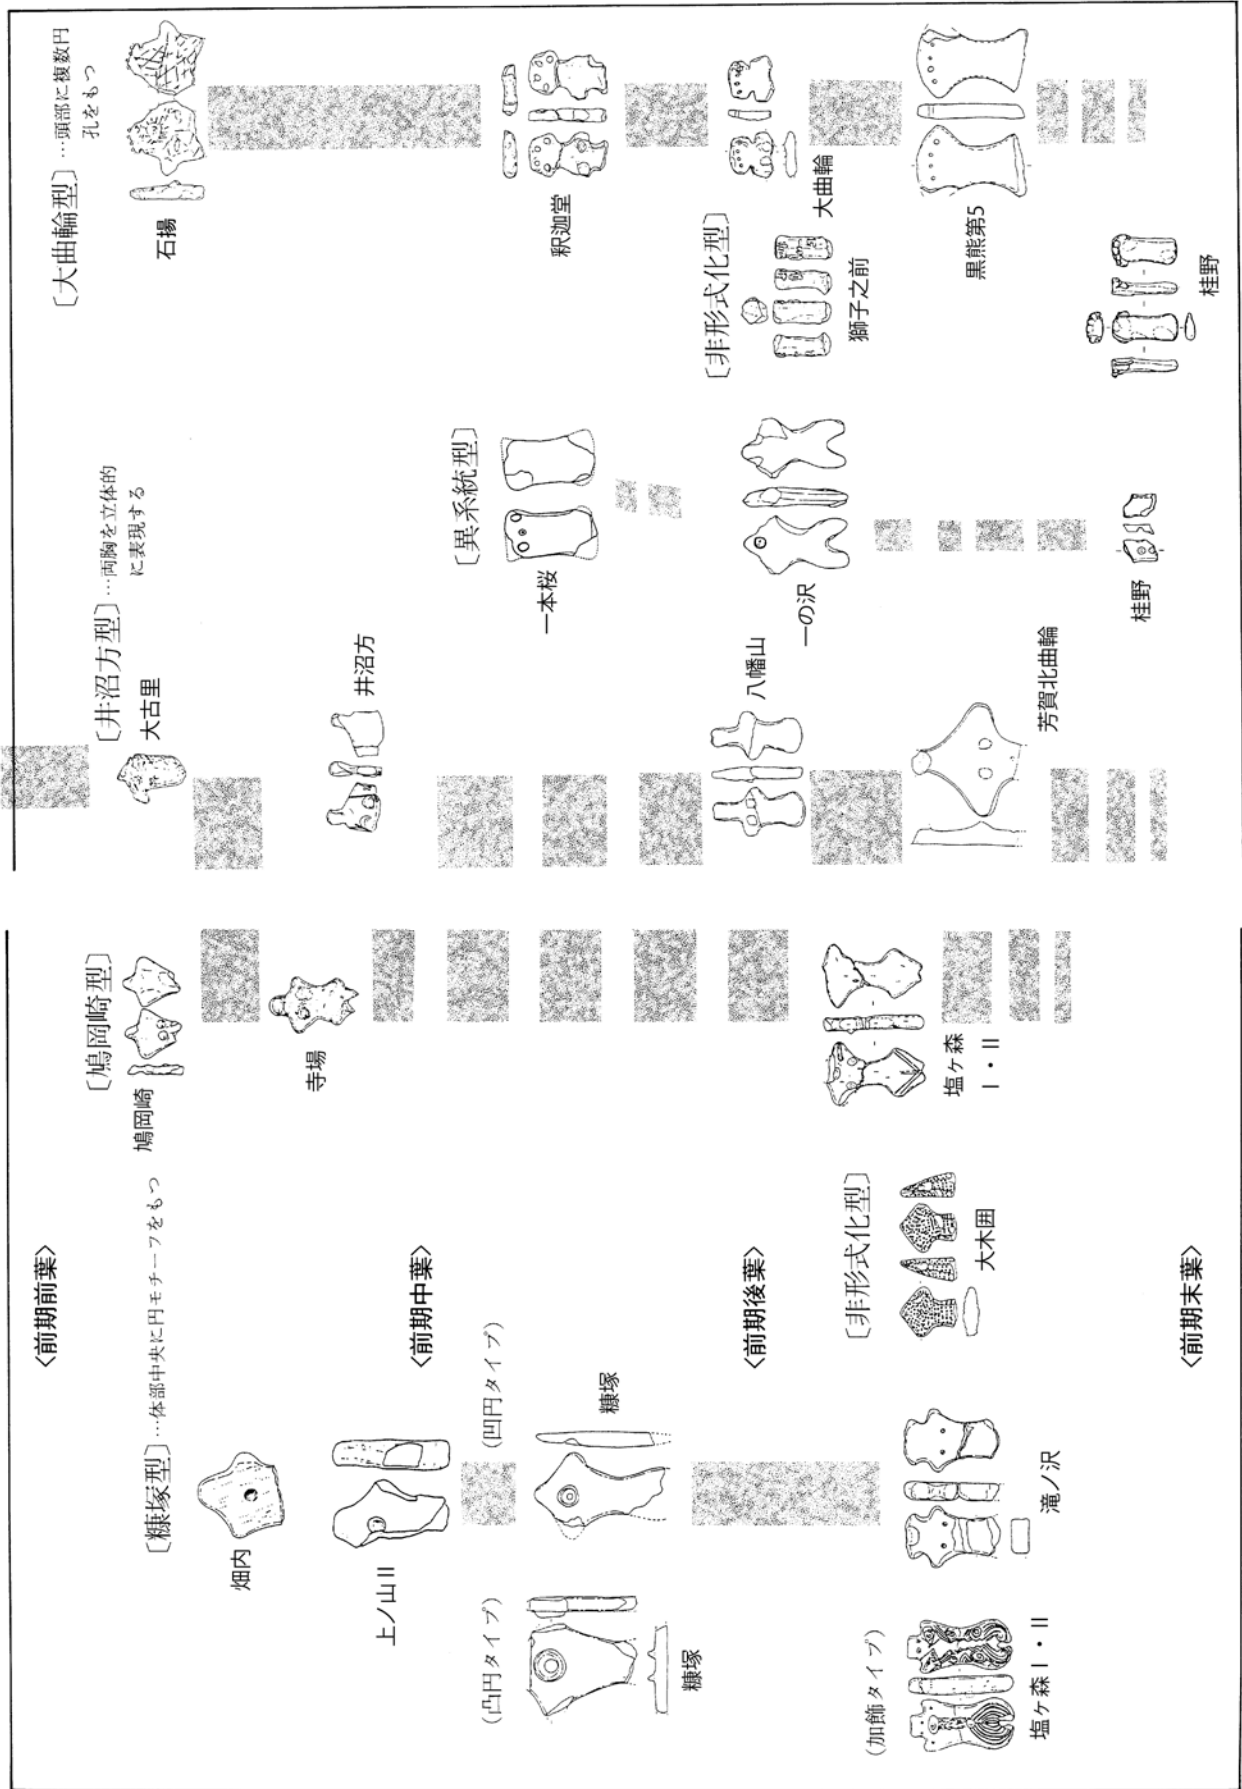 〔大曲輪型〕…頭部に複数円
孔をもつ
石揚
釈迦堂
大曲輪
黒熊第5
〔非形式化型〕
獅子之前
桂野
〔井沼方型〕…両胸を立体的
に表現する
大古里
井沼方
〔異系統型〕
一本桜
一の沢
八幡山
芳賀北曲輪
桂野
〔鳩岡崎型〕
鳩岡崎
寺場
塩ヶ森
I・II
<前期前葉>
<前期中葉>
<前期後葉>
<前期末葉>
〔糠塚型〕…体部中央に円モチーフをもつ
畑内
上ノ山II
(凹円タイプ)
糠塚
(凸円タイプ)
糠塚
〔非形式化型〕
大木囲
滝ノ沢
(加飾タイプ)
塩ヶ森I・II